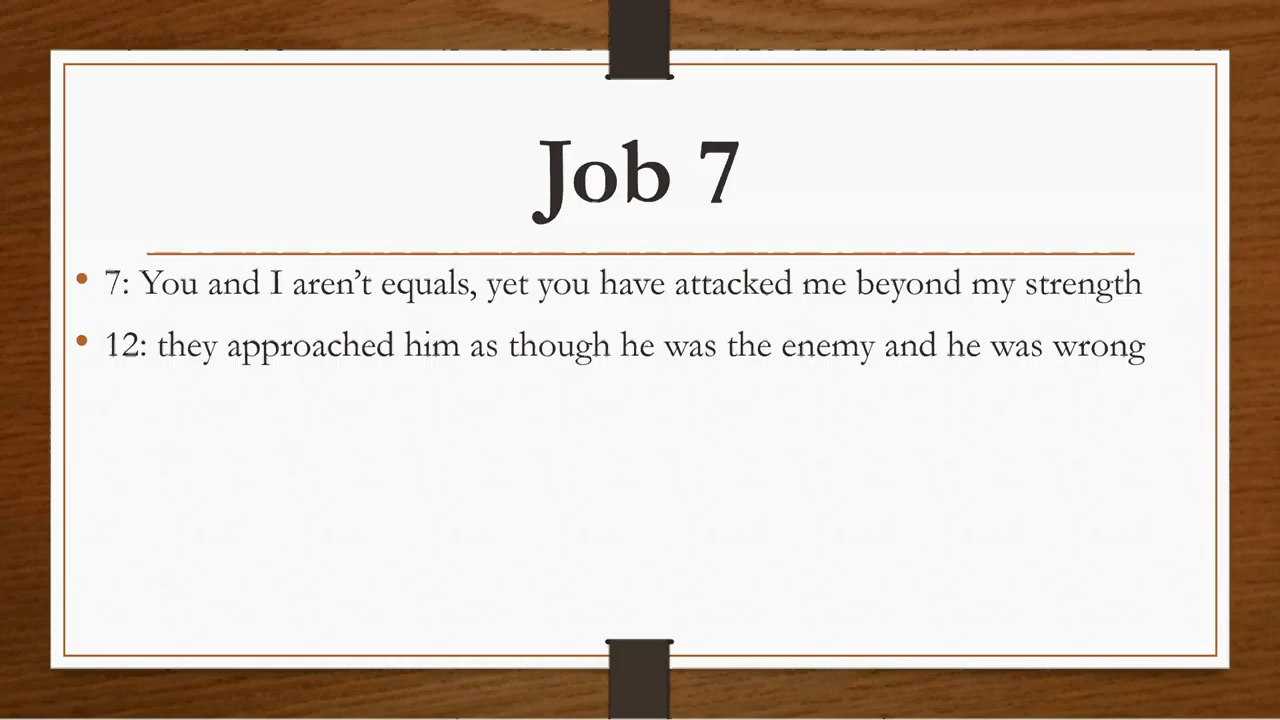 Job 7
• 7: You and I aren’t equals, yet you have attacked me beyond my strength
• 12: they approached him as though he was the enemy and he was wrong